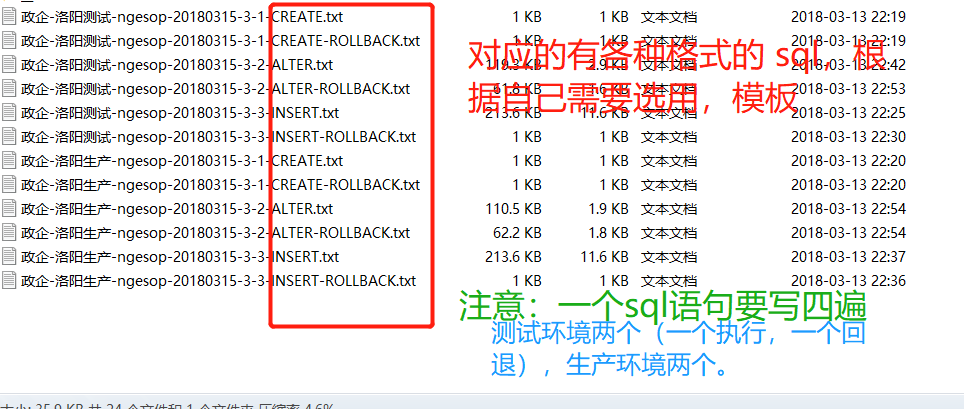 政企-洛阳测试-ngesop-20180315-3-1-CREATE.txt 1 KB 1 KB 文本文档 2018-03-13 22:19
政企-洛阳测试-ngesop-20180315-3-1-CREATE-ROLLBACK.txt 1 KB 1 KB 文本文档 2018-03-13 22:19
政企-洛阳测试-ngesop-20180315-3-2-ALTER.txt 119.3 KB 2.9 KB 文本文档 2018-03-13 22:42
政企-洛阳测试-ngesop-20180315-3-2-ALTER-ROLLBACK.txt 61.8 KB 1.6 KB 文本文档 2018-03-13 22:53
政企-洛阳测试-ngesop-20180315-3-3-INSERT.txt 213.6 KB 11.6 KB 文本文档 2018-03-13 22:25
政企-洛阳测试-ngesop-20180315-3-3-INSERT-ROLLBACK.txt 1 KB 1 KB 文本文档 2018-03-13 22:30
政企-洛阳生产-ngesop-20180315-3-1-CREATE.txt 1 KB 1 KB 文本文档 2018-03-13 22:20
政企-洛阳生产-ngesop-20180315-3-1-CREATE-ROLLBACK.txt 1 KB 1 KB 文本文档 2018-03-13 22:20
政企-洛阳生产-ngesop-20180315-3-2-ALTER.txt 110.5 KB 1.9 KB 文本文档 2018-03-13 22:54
政企-洛阳生产-ngesop-20180315-3-2-ALTER-ROLLBACK.txt 62.2 KB 1.8 KB 文本文档 2018-03-13 22:54
政企-洛阳生产-ngesop-20180315-3-3-INSERT.txt 213.6 KB 11.6 KB 文本文档 2018-03-13 22:37
政企-洛阳生产-ngesop-20180315-3-3-INSERT-ROLLBACK.txt 1 KB 1 KB 文本文档 2018-03-13 22:36
对应的有各种格式的 sql，根
据自己需要选用，模板
注意：一个sql语句要写四遍
测试环境两个（一个执行，一个回
退），生产环境两个。
大小: 35.9 KB 共 24 个文件和 1 个文件夹 压缩率 4.6%